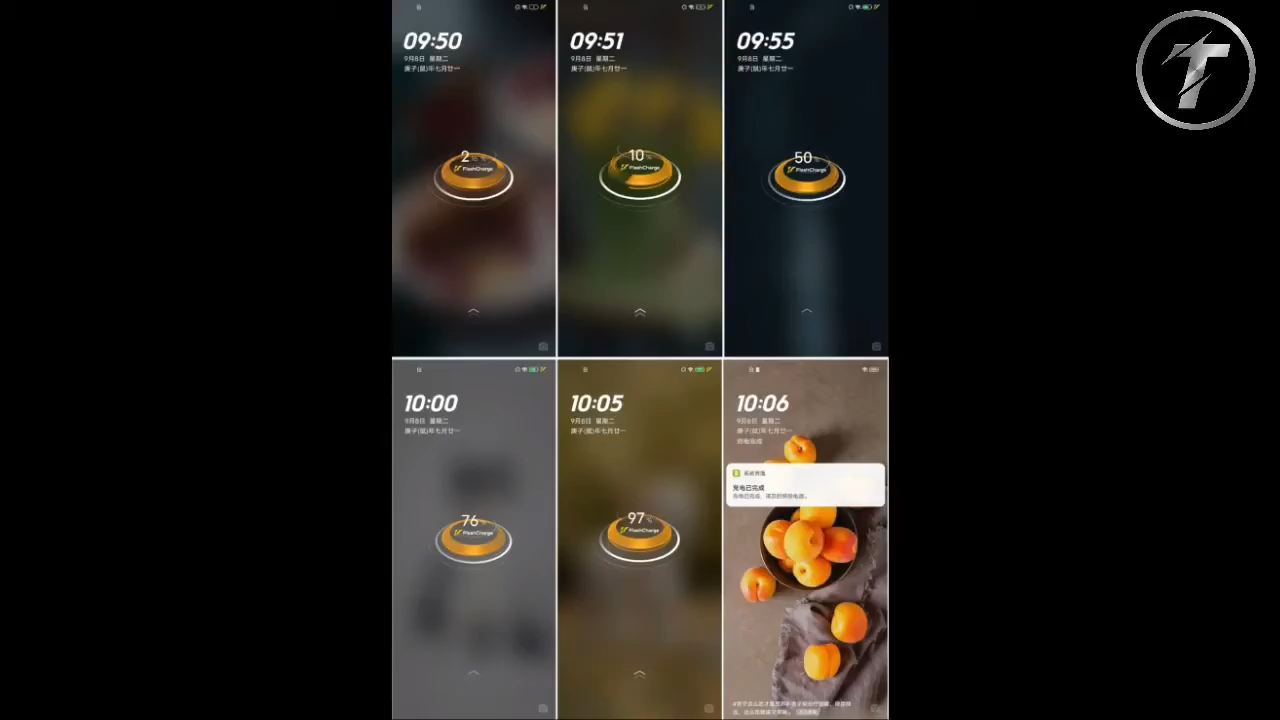 09:50
9月8日 星期二
庚子(鼠)年七月廿一
2
FlashCharge
09:51
9月8日 星期二
庚子(鼠)年七月廿一
10%
FlashCharge
09:55
9月8日 星期二
庚子(鼠)年七月廿一
50%
FlashCharge
T
10:00
9月8日 星期二
庚子(鼠)年七月廿一
76%
FlashCharge
10:05
9月8日 星期二
庚子(鼠)年七月廿一
97%
FlashCharge
10:06
9月8日 星期二
庚子(鼠)年七月廿一
充电完成
充电已完成